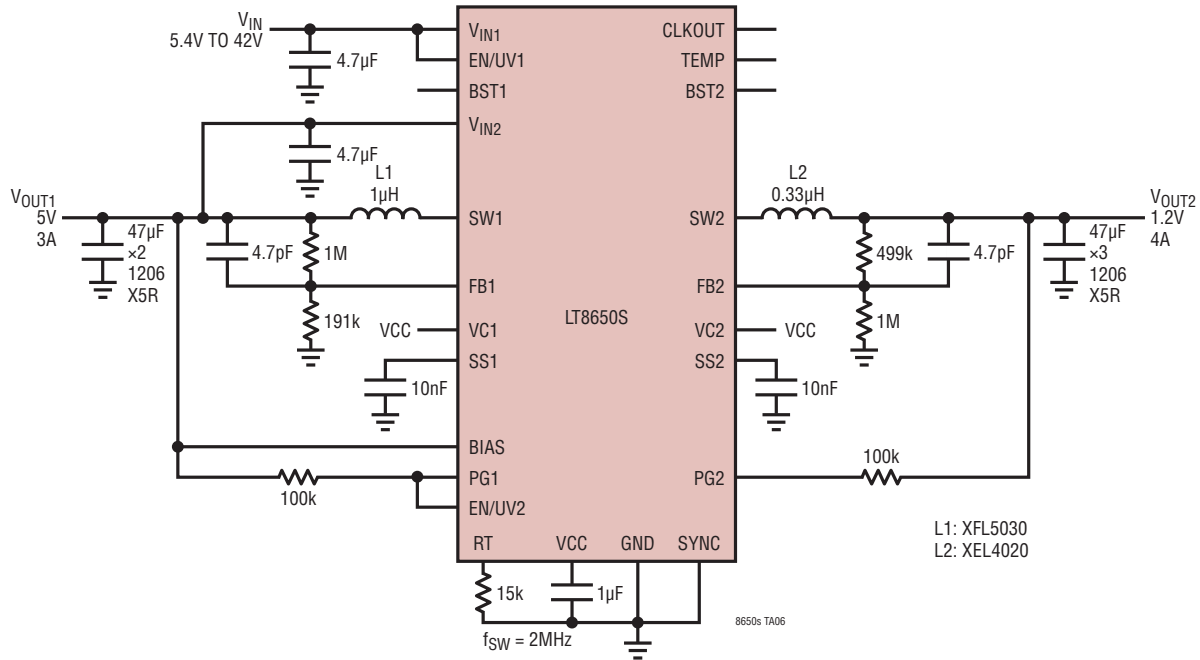 VIN
5.4V TO 42V
4.7µF
VIN1
EN/UV1
BST1
VIN2
4.7µF
L1
1µH
VOUT1
5V
3A
47µF
×2
1206
X5R
4.7pF
1M
191k
SW1
FB1
VCC
VC1
SS1
10nF
BIAS
PG1
100k
EN/UV2
LT8650S
CLKOUT
TEMP
BST2
L2
0.33µH
SW2
VOUT2
1.2V
4A
499k
4.7pF
47µF
×3
1206
X5R
FB2
1M
VC2
VCC
SS2
10nF
100k
PG2
L1: XFL5030
L2: XEL4020
RT
VCC
GND
SYNC
15k
1µF
fSW = 2MHz
8650s TA06